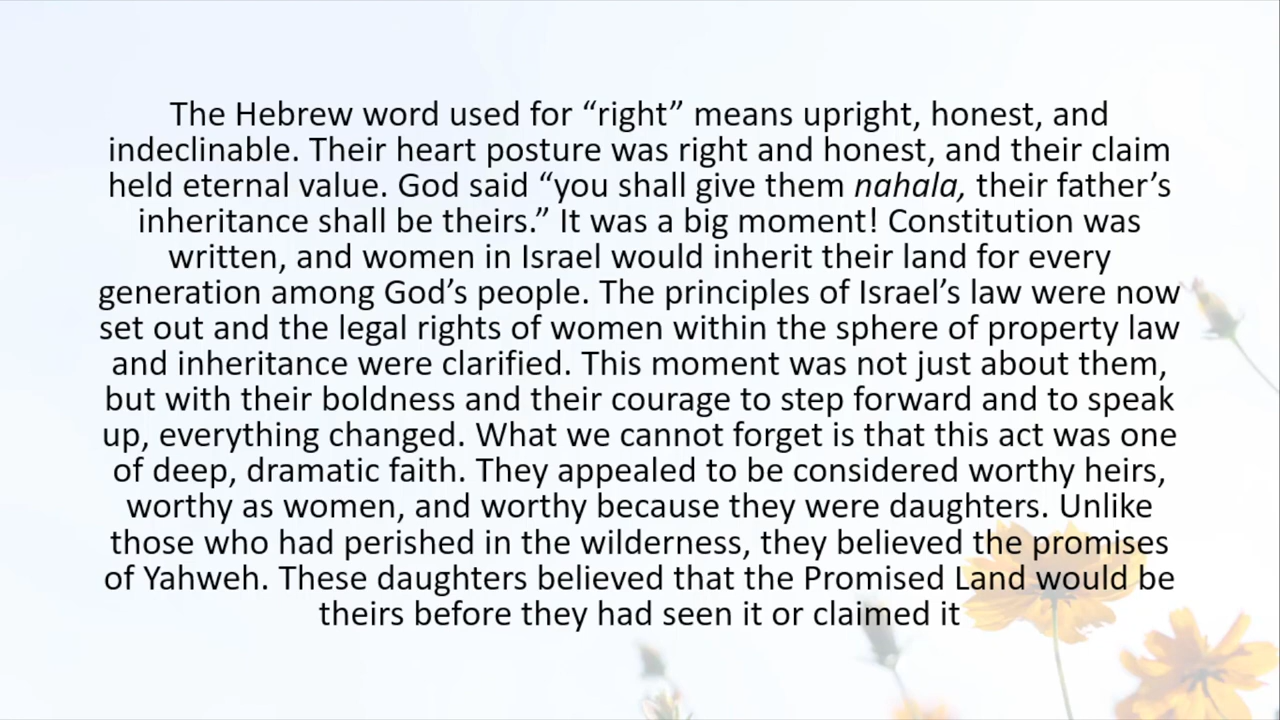 The Hebrew word used for “right” means upright, honest, and
indeclinable. Their heart posture was right and honest, and their claim
held eternal value. God said “you shall give them nahala, their father’s
inheritance shall be theirs.” It was a big moment! Constitution was
written, and women in Israel would inherit their land for every
generation among God’s people. The principles of Israel’s law were now
set out and the legal rights of women within the sphere of property law
and inheritance were clarified. This moment was not just about them,
but with their boldness and their courage to step forward and to speak
up, everything changed. What we cannot forget is that this act was one
of deep, dramatic faith. They appealed to be considered worthy heirs,
worthy as women, and worthy because they were daughters. Unlike
those who had perished in the wilderness, they believed the promises
of Yahweh. These daughters believed that the Promised Land would be
theirs before they had seen it or claimed it